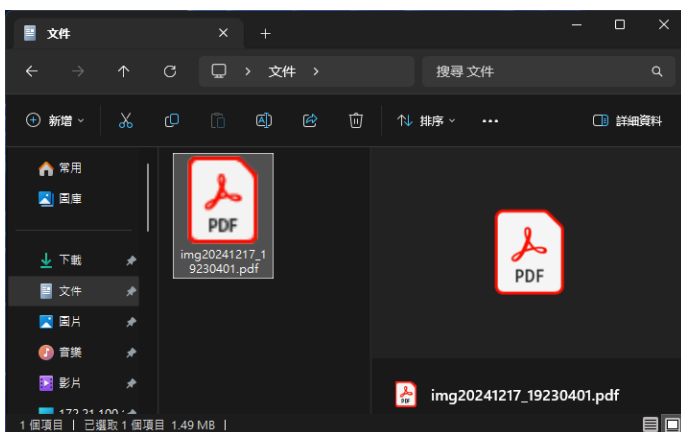 文件
文件
搜尋 文件
新增
排序
詳細資料
常用
圖庫
下載
文件
圖片
音樂
影片
PDF
img20241217_1
9230401.pdf
PDF
img20241217_19230401.pdf
1 個項目
已選取 1 個項目 1.49 MB